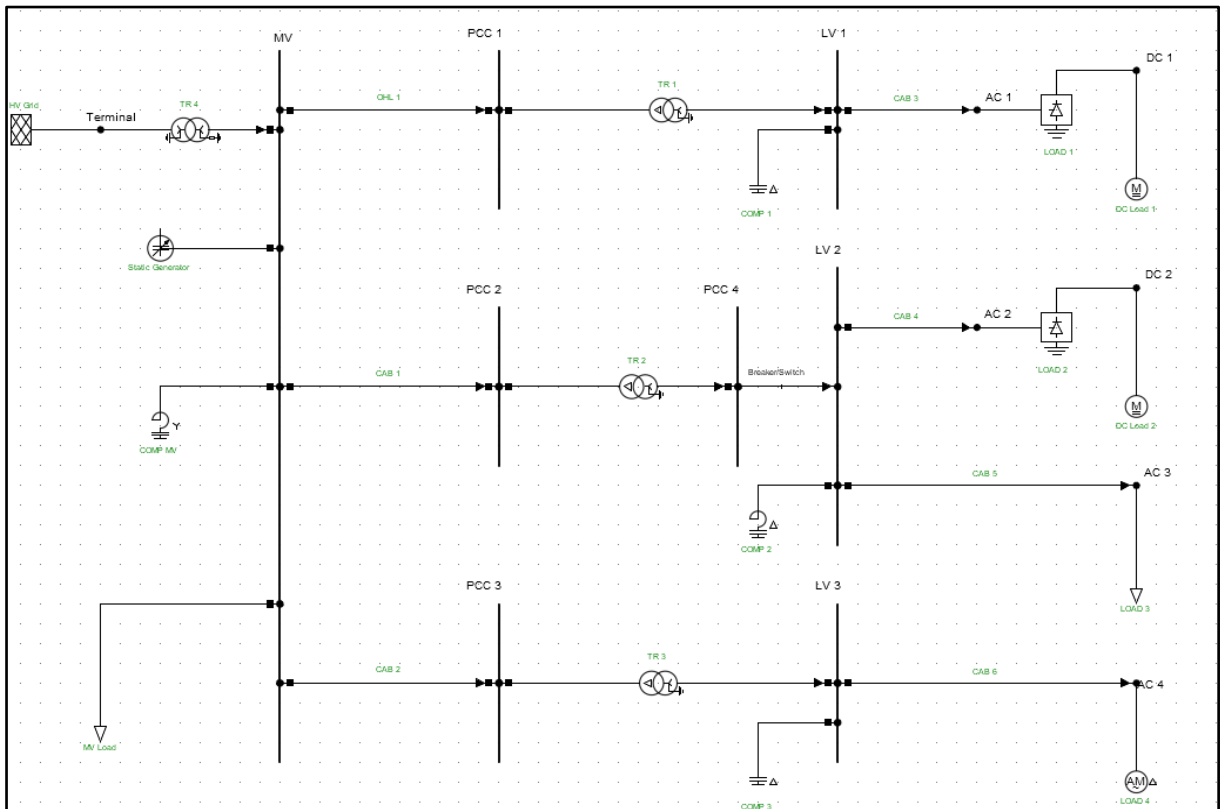 MV
PCC 1
LV 1
DC 1
HV Grid
Terminal
TR 4
OHL 1
TR 1
CAB 3
AC 1
LOAD 1
COMP 1
M
DC Load 1
Static Generator
LV 2
PCC 2
PCC 4
DC 2
CAB 4
AC 2
LOAD 2
CAB 1
TR 2
Breaker/Switch
M
DC Load 2
Y
COMP MV
CAB 5
AC 3
COMP 2
LOAD 3
PCC 3
LV 3
TR 3
CAB 2
CAB 6
AC 4
MV Load
COMP 3
AM
LOAD 4